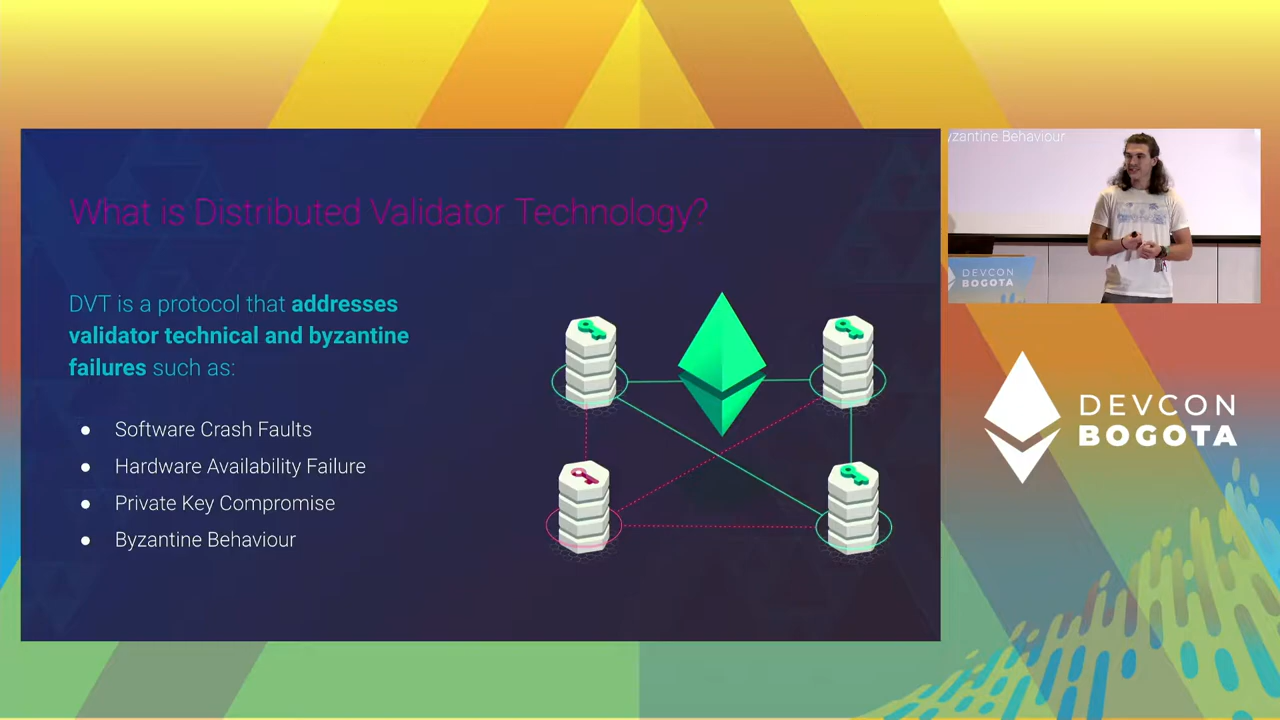 What is Distributed Validator Technology?
DVT is a protocol that addresses
validator technical and byzantine
failures such as:
● Software Crash Faults
● Hardware Availability Failure
● Private Key Compromise
● Byzantine Behaviour
yzantine Behaviour
DEVCON
BOGOTA
DEVCON
BOGOTA